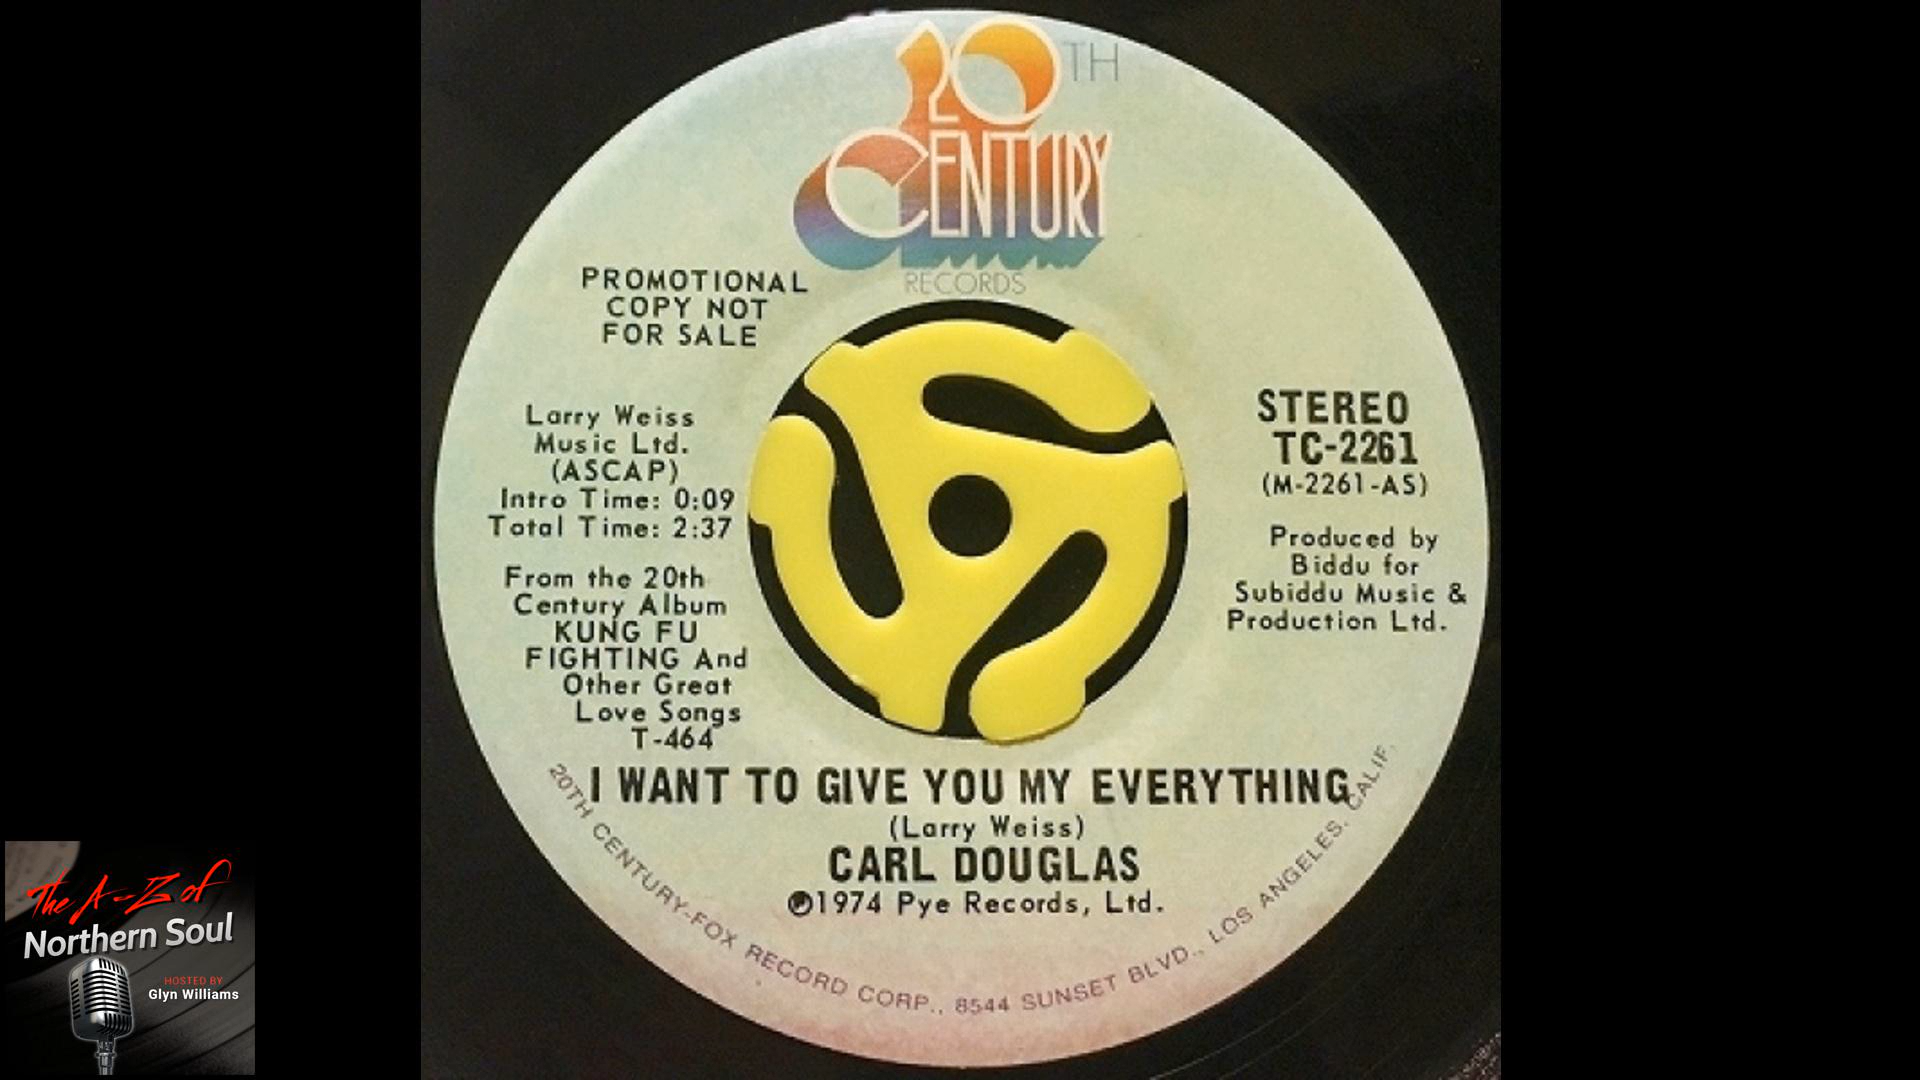 20TH
CENTURY
RECORDS
PROMOTIONAL
COPY NOT
FOR SALE
Larry Weiss
Music Ltd.
(ASCAP)
Intro Time: 0:09
Total Time: 2:37
From the 20th
Century Album
KUNG FU
FIGHTING And
Other Great
Love Songs
T-464
STEREO
TC-2261
(M-2261-AS)
Produced by
Biddu for
Subiddu Music &
Production Ltd.
I WANT TO GIVE YOU MY EVERYTHING
(Larry Weiss)
CARL DOUGLAS
℗1974 Pye Records, Ltd.
20TH CENTURY-FOX RECORD CORP., 8544 SUNSET BLVD., LOS ANGELES, CALIF.
The A-Z of
Northern Soul
HOSTED BY
Glyn Williams